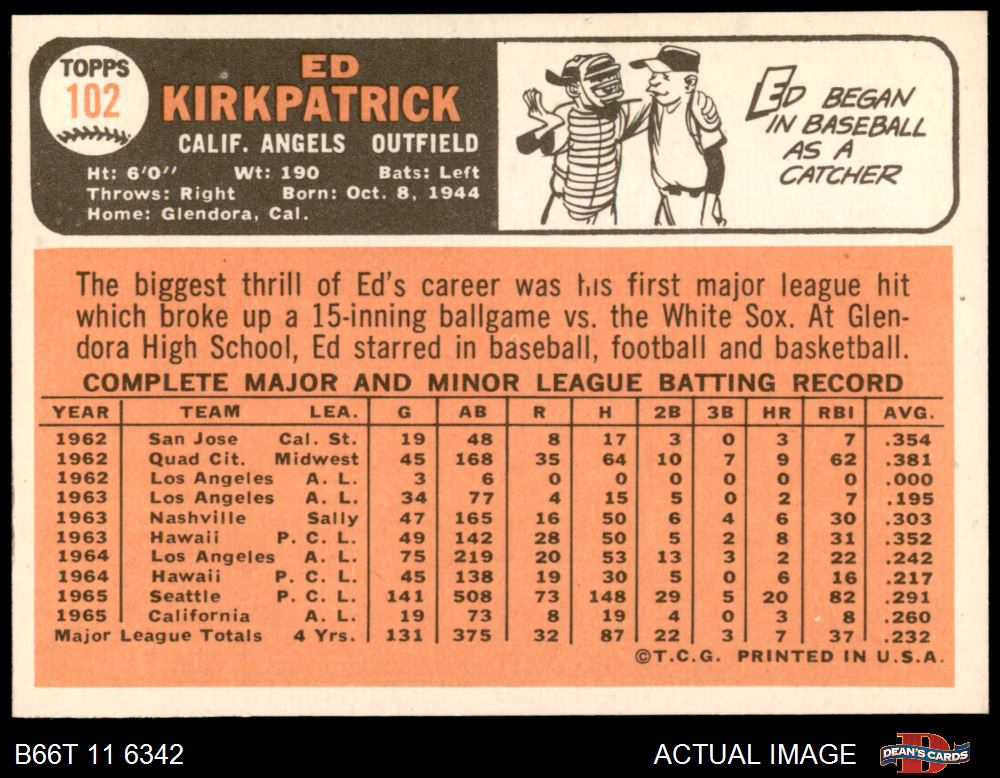 TOPPS
102
ED
KIRKPATRICK
CALIF. ANGELS OUTFIELD
Ht: 6'0'' Wt: 190 Bats: Left
Throws: Right Born: Oct. 8, 1944
Home: Glendora, Cal.
ED BEGAN
IN BASEBALL
AS A
CATCHER
The biggest thrill of Ed's career was his first major league hit
which broke up a 15-inning ballgame vs. the White Sox. At Glen-
dora High School, Ed starred in baseball, football and basketball.
COMPLETE MAJOR AND MINOR LEAGUE BATTING RECORD
YEAR TEAM LEA. G AB R H 2B 3B HR RBI AVG.
1962 San Jose Cal. St. 19 48 8 17 3 0 3 7 .354
1962 Quad Cit. Midwest 45 168 35 64 10 7 9 62 .381
1962 Los Angeles A. L. 3 6 0 0 0 0 0 0 .000
1963 Los Angeles A. L. 34 77 4 15 5 0 2 7 .195
1963 Nashville Sally 47 165 16 50 6 4 6 30 .303
1963 Hawaii P. C. L. 49 142 28 50 5 2 8 31 .352
1964 Los Angeles A. L. 75 219 20 53 13 3 2 22 .242
1964 Hawaii P. C. L. 45 138 19 30 5 0 6 16 .217
1965 Seattle P. C. L. 141 508 73 148 29 5 20 82 .291
1965 California A. L. 19 73 8 19 4 0 3 8 .260
Major League Totals 4 Yrs. 131 375 32 87 22 3 7 37 .232
©T.C.G. PRINTED IN U.S.A.
B66T 11 6342 ACTUAL IMAGE DEAN'S CARDS